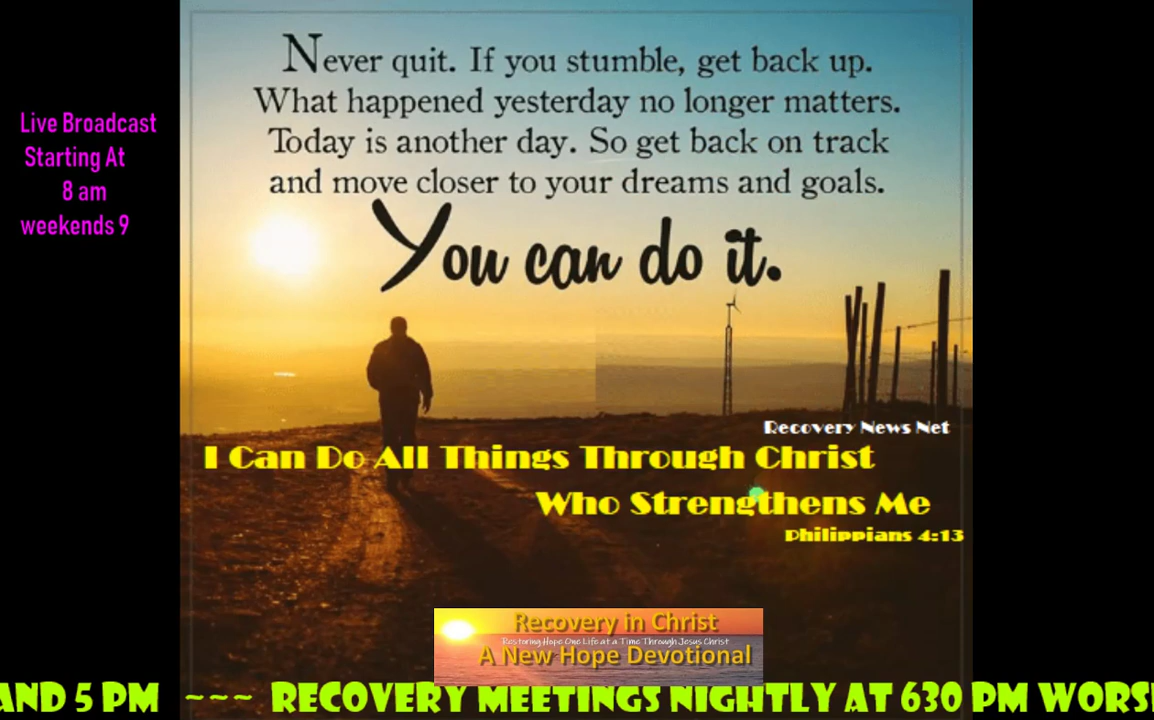 Never quit. If you stumble, get back up.
What happened yesterday no longer matters.
Today is another day. So get back on track
and move closer to your dreams and goals.
You can do it.
Live Broadcast
Starting At
8 am
weekends 9
Recovery News Net
I Can Do All Things Through Christ
Who Strengthens Me
Philippians 4:13
Recovery in Christ
Restoring Hope One Life at a Time Through Jesus Christ
A New Hope Devotional
AND 5 PM ~~~ RECOVERY MEETINGS NIGHTLY AT 630 PM WORS